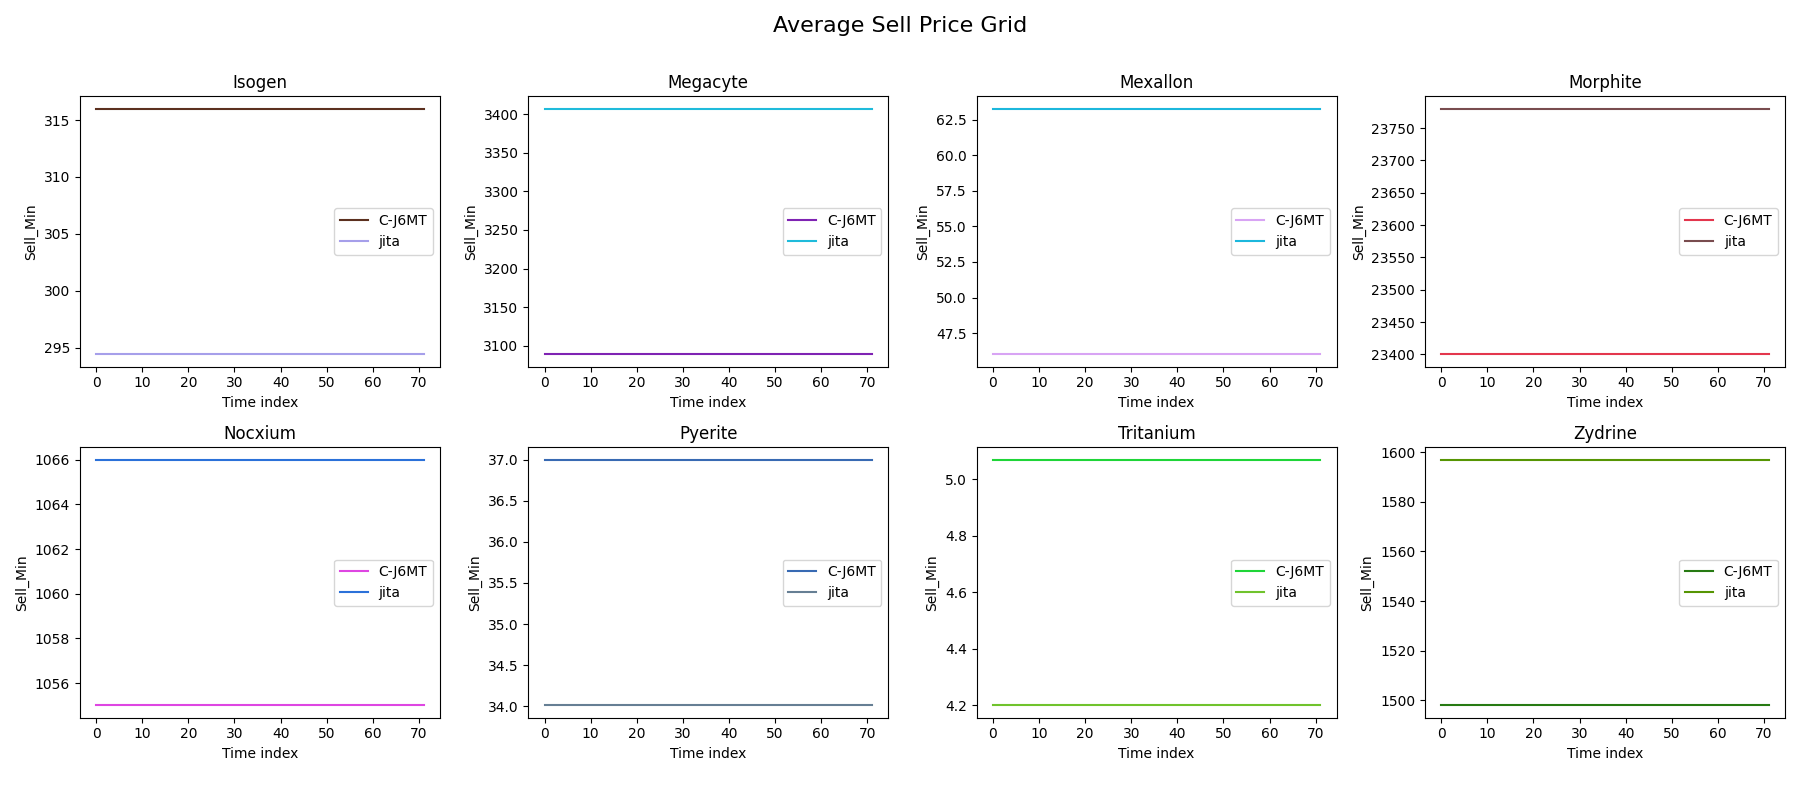 Average Sell Price Grid
Isogen
Sell_Min
315
310
305
300
295
C-J6MT
jita
0 10 20 30 40 50 60 70
Time index
Megacyte
Sell_Min
3400
3350
3300
3250
3200
3150
3100
C-J6MT
jita
0 10 20 30 40 50 60 70
Time index
Mexallon
Sell_Min
62.5
60.0
57.5
55.0
52.5
50.0
47.5
C-J6MT
jita
0 10 20 30 40 50 60 70
Time index
Morphite
Sell_Min
23750
23700
23650
23600
23550
23500
23450
23400
C-J6MT
jita
0 10 20 30 40 50 60 70
Time index
Nocxium
Sell_Min
1066
1064
1062
1060
1058
1056
C-J6MT
jita
0 10 20 30 40 50 60 70
Time index
Pyerite
Sell_Min
37.0
36.5
36.0
35.5
35.0
34.5
34.0
C-J6MT
jita
0 10 20 30 40 50 60 70
Time index
Tritanium
Sell_Min
5.0
4.8
4.6
4.4
4.2
C-J6MT
jita
0 10 20 30 40 50 60 70
Time index
Zydrine
Sell_Min
1600
1580
1560
1540
1520
1500
C-J6MT
jita
0 10 20 30 40 50 60 70
Time index